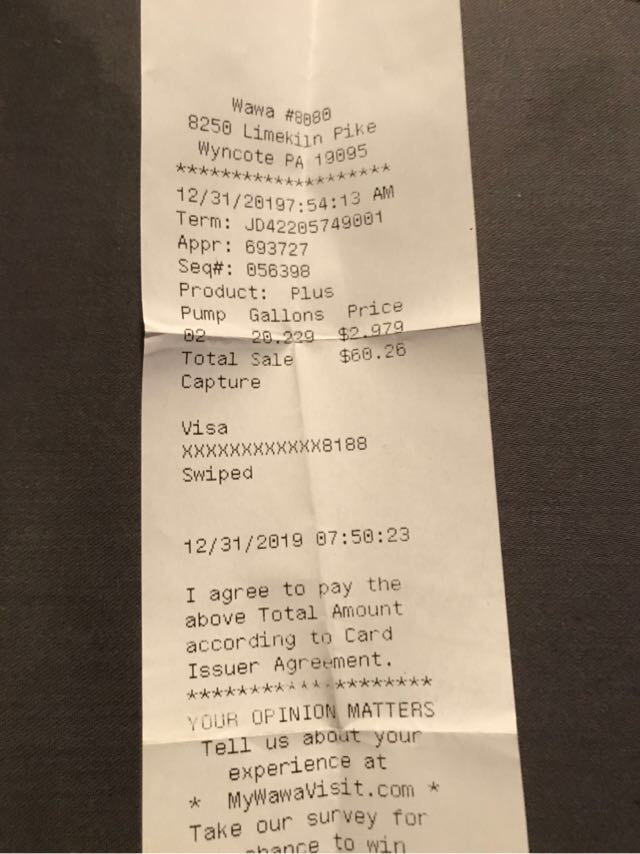 Wawa #8080
8250 Limekiln Pike
Wyncote PA 19095
*******************
12/31/20197:54:13 AM
Term: JD42205749001
Appr: 693727
Seq#: 056398
Product: Plus
Pump Gallons Price
02 20.229 $2.979
Total Sale $60.26
Capture
Visa
XXXXXXXXXXXX8188
Swiped
12/31/2019 07:50:23
I agree to pay the
above Total Amount
according to Card
Issuer Agreement.
********************
YOUR OPINION MATTERS
Tell us about your
experience at
* MyWawaVisit.com *
Take our survey for
chance to win